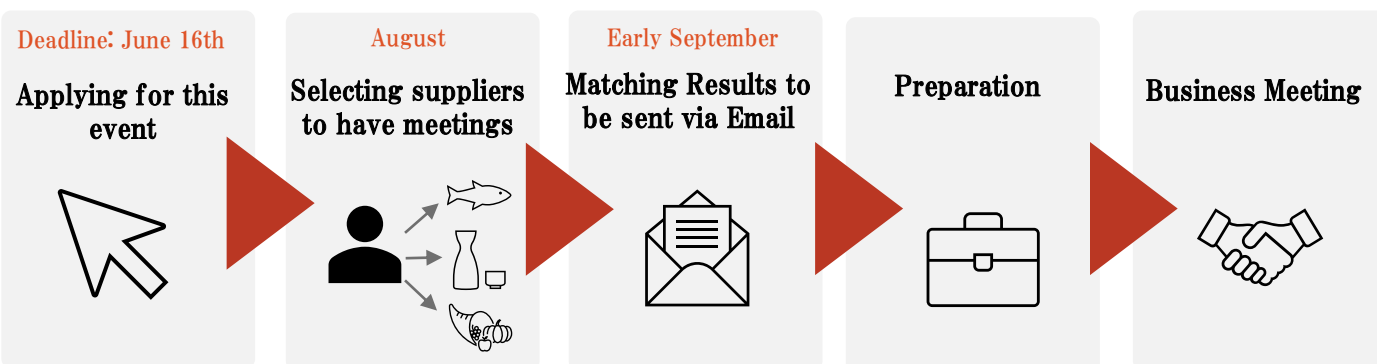 Deadline: June 16th
Applying for this
event
August
Selecting suppliers
to have meetings
Early September
Matching Results to
be sent via Email
Preparation
Business Meeting